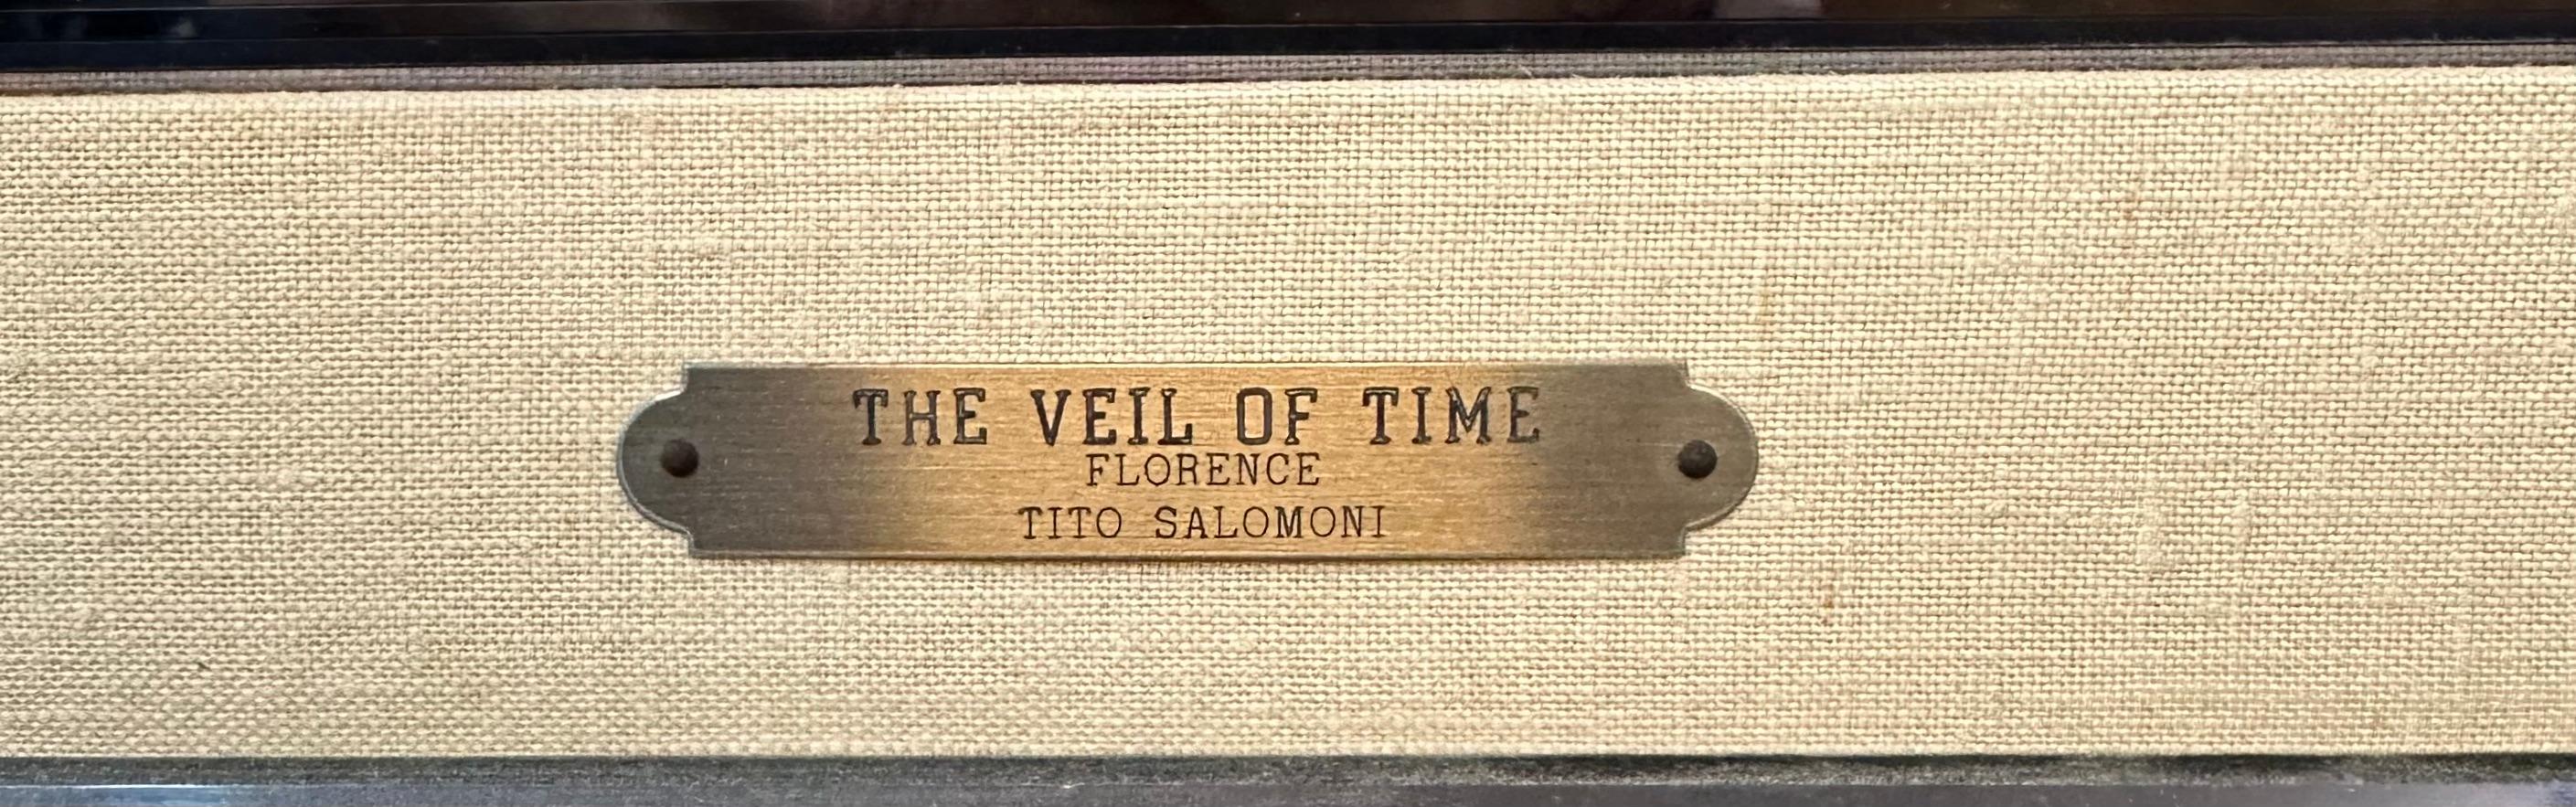 THE VEIL OF TIME
FLORENCE
TITO SALOMONI